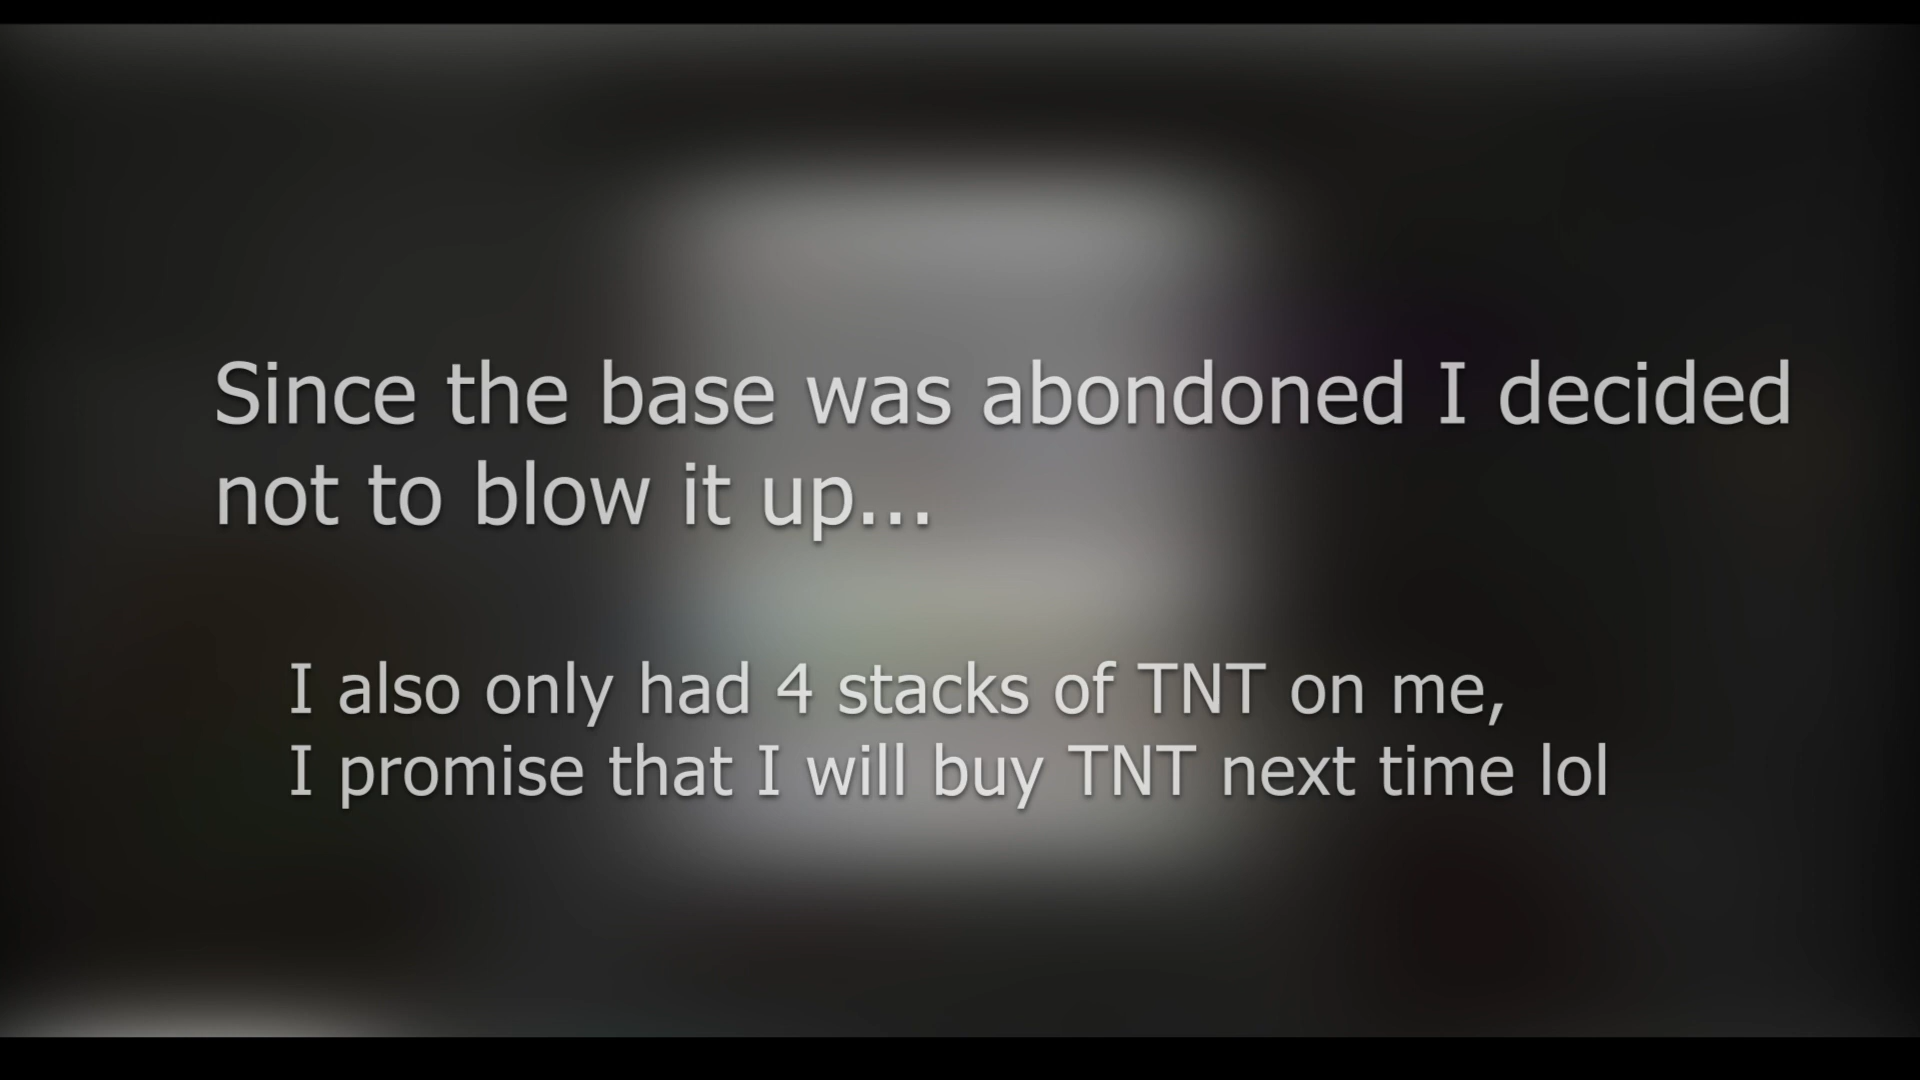 Since the base was abondoned I decided
not to blow it up...
I also only had 4 stacks of TNT on me,
I promise that I will buy TNT next time lol